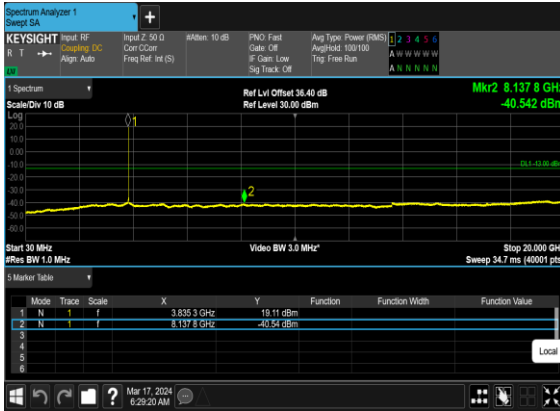 Spectrum Analyzer 1
Swept SA
+
KEYSIGHT Input: RF Input Z: 50 Ω #Atten: 10 dB PNO: Fast Avg Type: Power (RMS) 1 2 3 4 5 6
R T Coupling: DC Corr CCorr Gate: Off Avg|Hold: 100/100 A W W W W W
Align: Auto Freq Ref: Int (S) IF Gain: Low Trig: Free Run
Sig Track: Off A N N N N N
1 Spectrum
Scale/Div 10 dB
Ref Lvl Offset 36.40 dB
Ref Level 30.00 dBm
Mkr2 8.137 8 GHz
-40.542 dBm
Log
20.0
10.0
0.00
-10.0
-20.0
-30.0
-40.0
-50.0
-60.0
1
2
DL1 -13.00 dBm
Start 30 MHz Video BW 3.0 MHz* Stop 20.000 GHz
#Res BW 1.0 MHz Sweep 34.7 ms (40001 pts)
5 Marker Table
Mode Trace Scale X Y Function Function Width Function Value
1 N 1 f 3.835 3 GHz 19.11 dBm
2 N 1 f 8.137 8 GHz -40.54 dBm
3
4
5
6
Local
Mar 17, 2024
6:29:20 AM